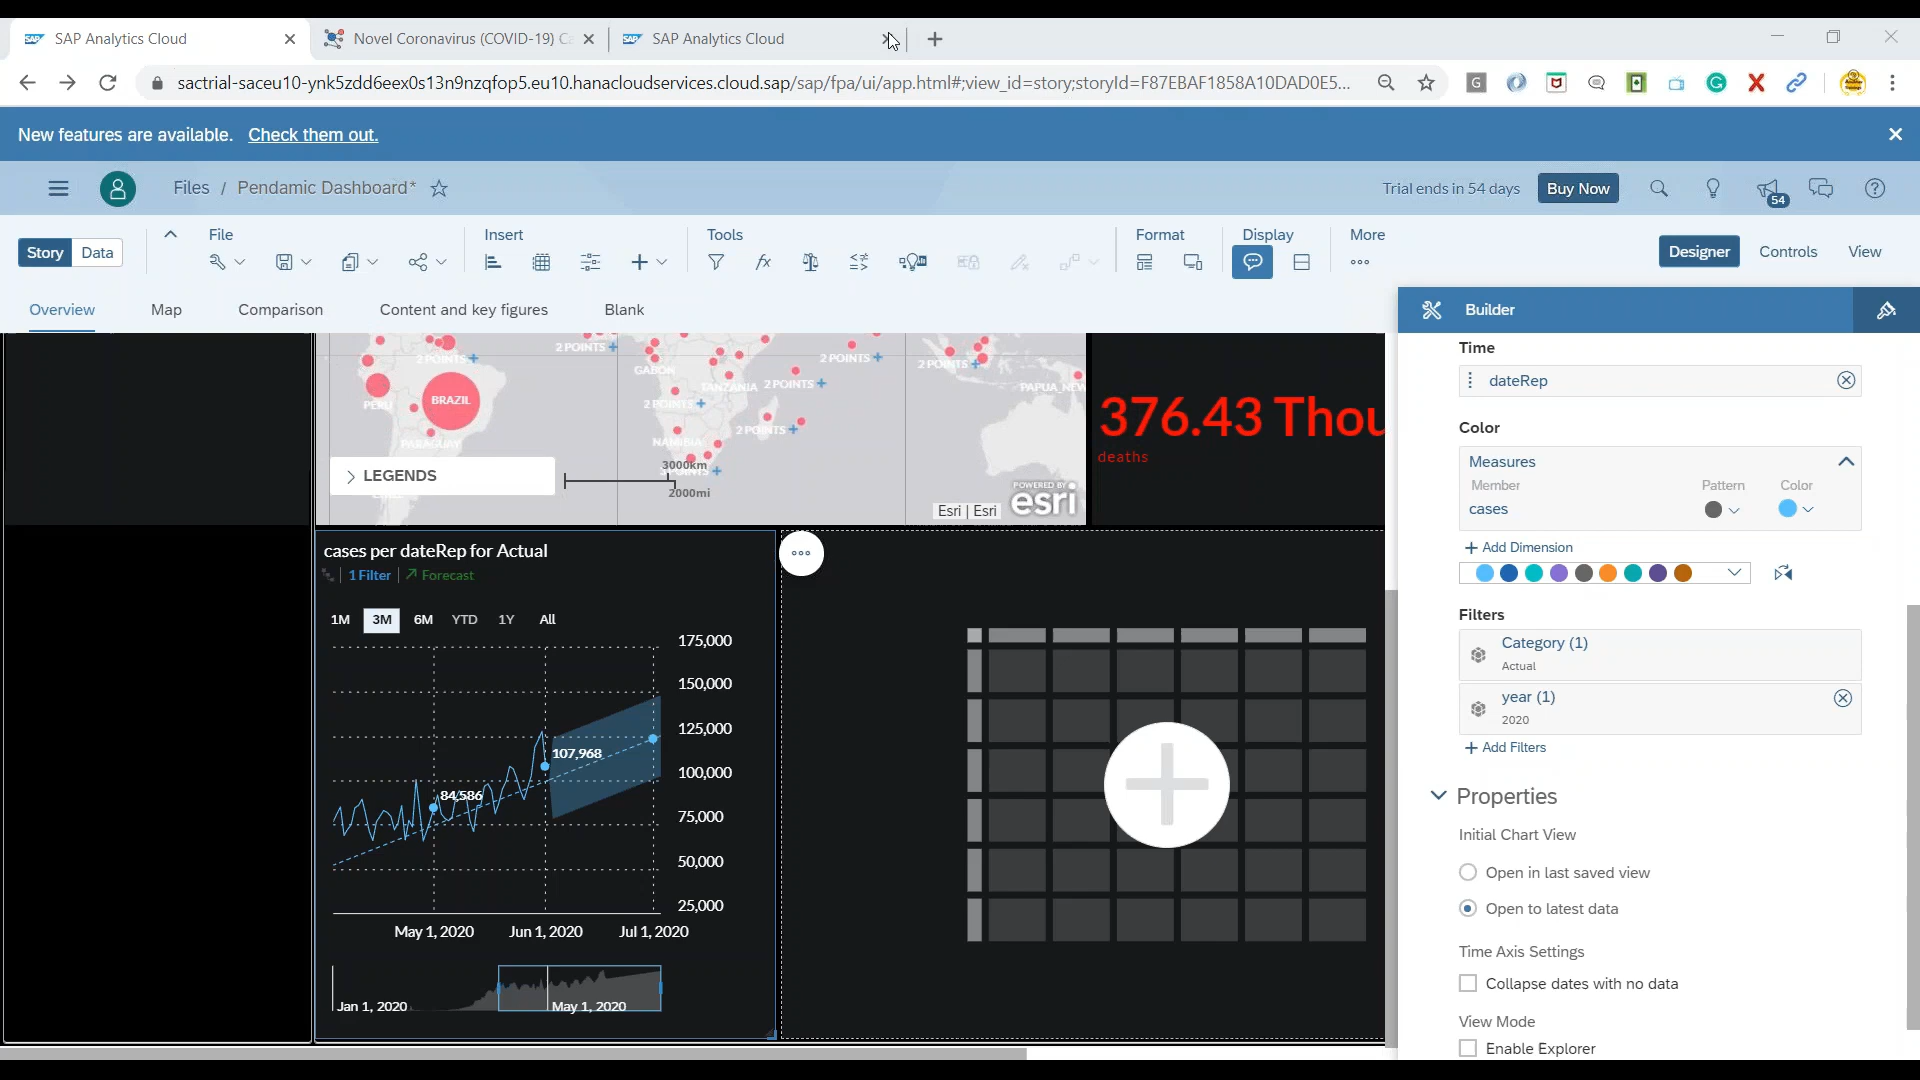 SAP Analytics Cloud
Novel Coronavirus (COVID-19) Ca
SAP Analytics Cloud
sactrial-saceu10-ynk5zdd6eex0s13n9nzqfop5.eu10.hanacloudservices.cloud.sap/sap/fpa/ui/app.html#;view_id=story;storyId=F87EBAF1858A10DAD0E5...
New features are available. Check them out.
Files / Pendamic Dashboard*
Trial ends in 54 days
Buy Now
54
Story Data
File
Insert
Tools
Format
Display
More
Designer
Controls
View
Overview
Map
Comparison
Content and key figures
Blank
Builder
2 POINTS
2 POINTS
GABON
2 POINTS
2 POINTS
TANZANIA
2 POINTS
PERU
BRAZIL
2 POINTS
2 POINTS
PARAGUAY
NAMIBIA
LEGENDS
3000km
2000mi
Esri | Esri
POWERED BY
esri
376.43 Thou
deaths
cases per dateRep for Actual
1 Filter
Forecast
1M 3M 6M YTD 1Y All
175,000
150,000
125,000
100,000
75,000
50,000
25,000
107,968
84,586
May 1, 2020
Jun 1, 2020
Jul 1, 2020
Jan 1, 2020
May 1, 2020
Time
dateRep
Color
Measures
Member
Pattern
Color
cases
+ Add Dimension
Filters
Category (1)
Actual
year (1)
2020
+ Add Filters
Properties
Initial Chart View
Open in last saved view
Open to latest data
Time Axis Settings
Collapse dates with no data
View Mode
Enable Explorer